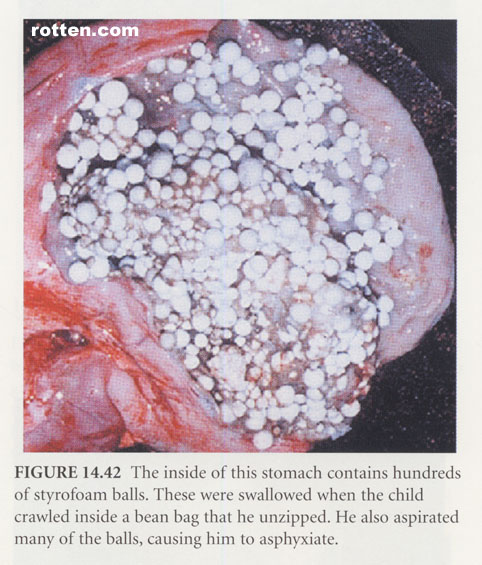 rotten.com
FIGURE 14.42 The inside of this stomach contains hundreds
of styrofoam balls. These were swallowed when the child
crawled inside a bean bag that he unzipped. He also aspirated
many of the balls, causing him to asphyxiate.